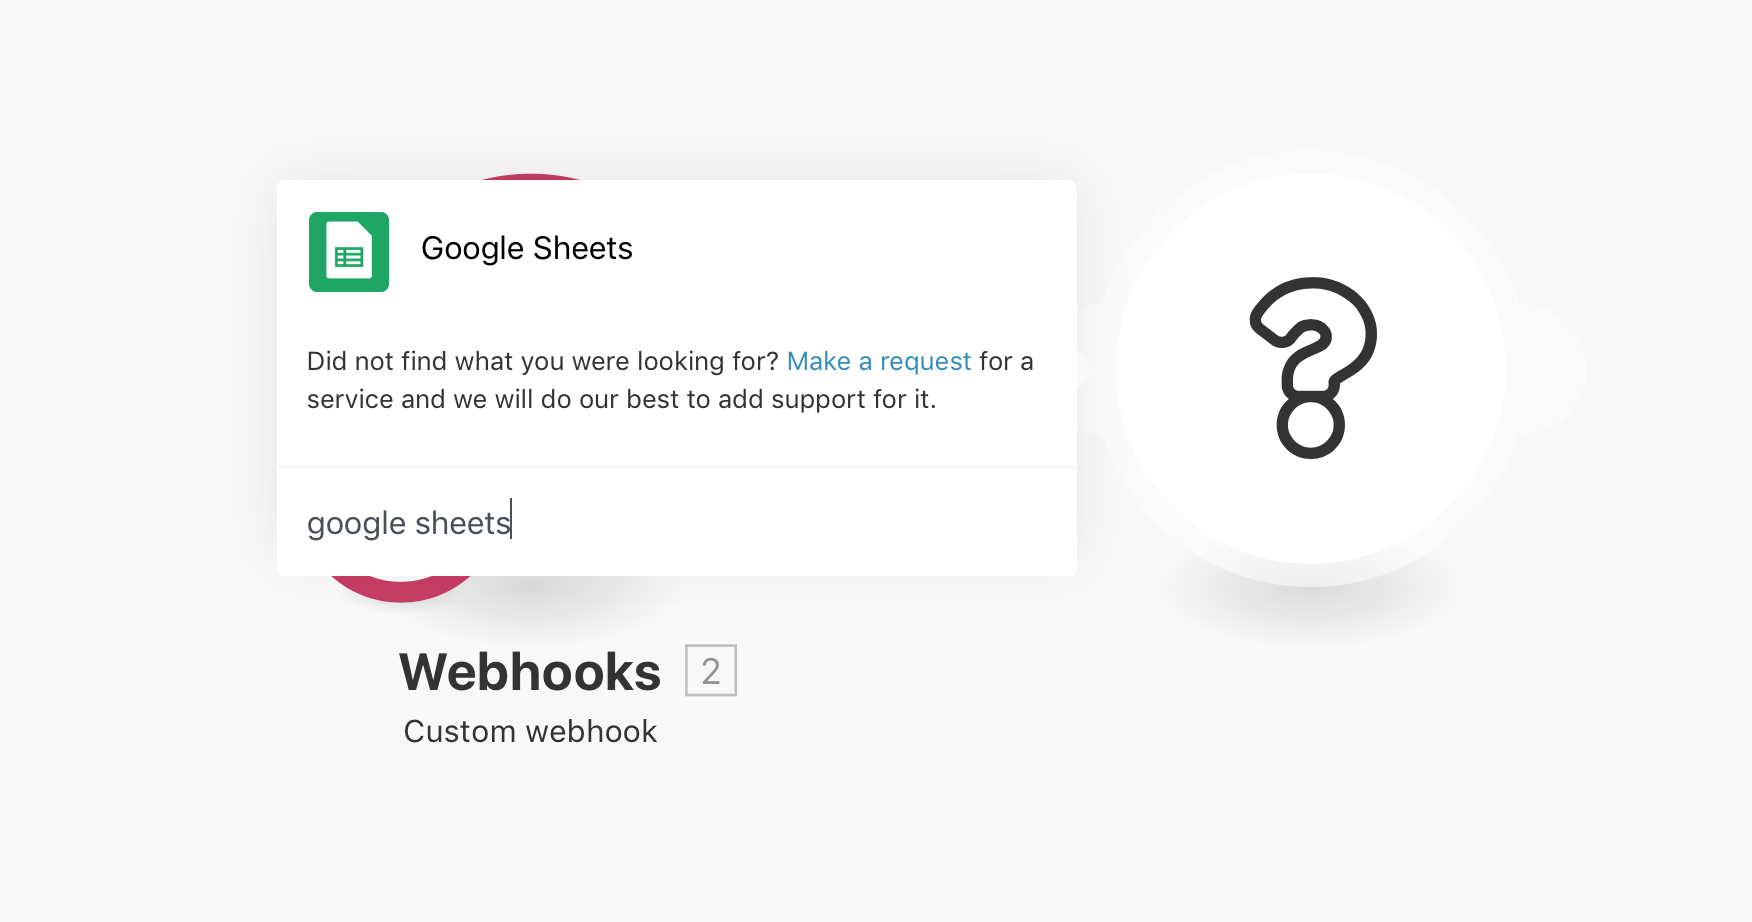 Google Sheets
Did not find what you were looking for? Make a request for a
service and we will do our best to add support for it.
google sheets
Webhooks 2
Custom webhook